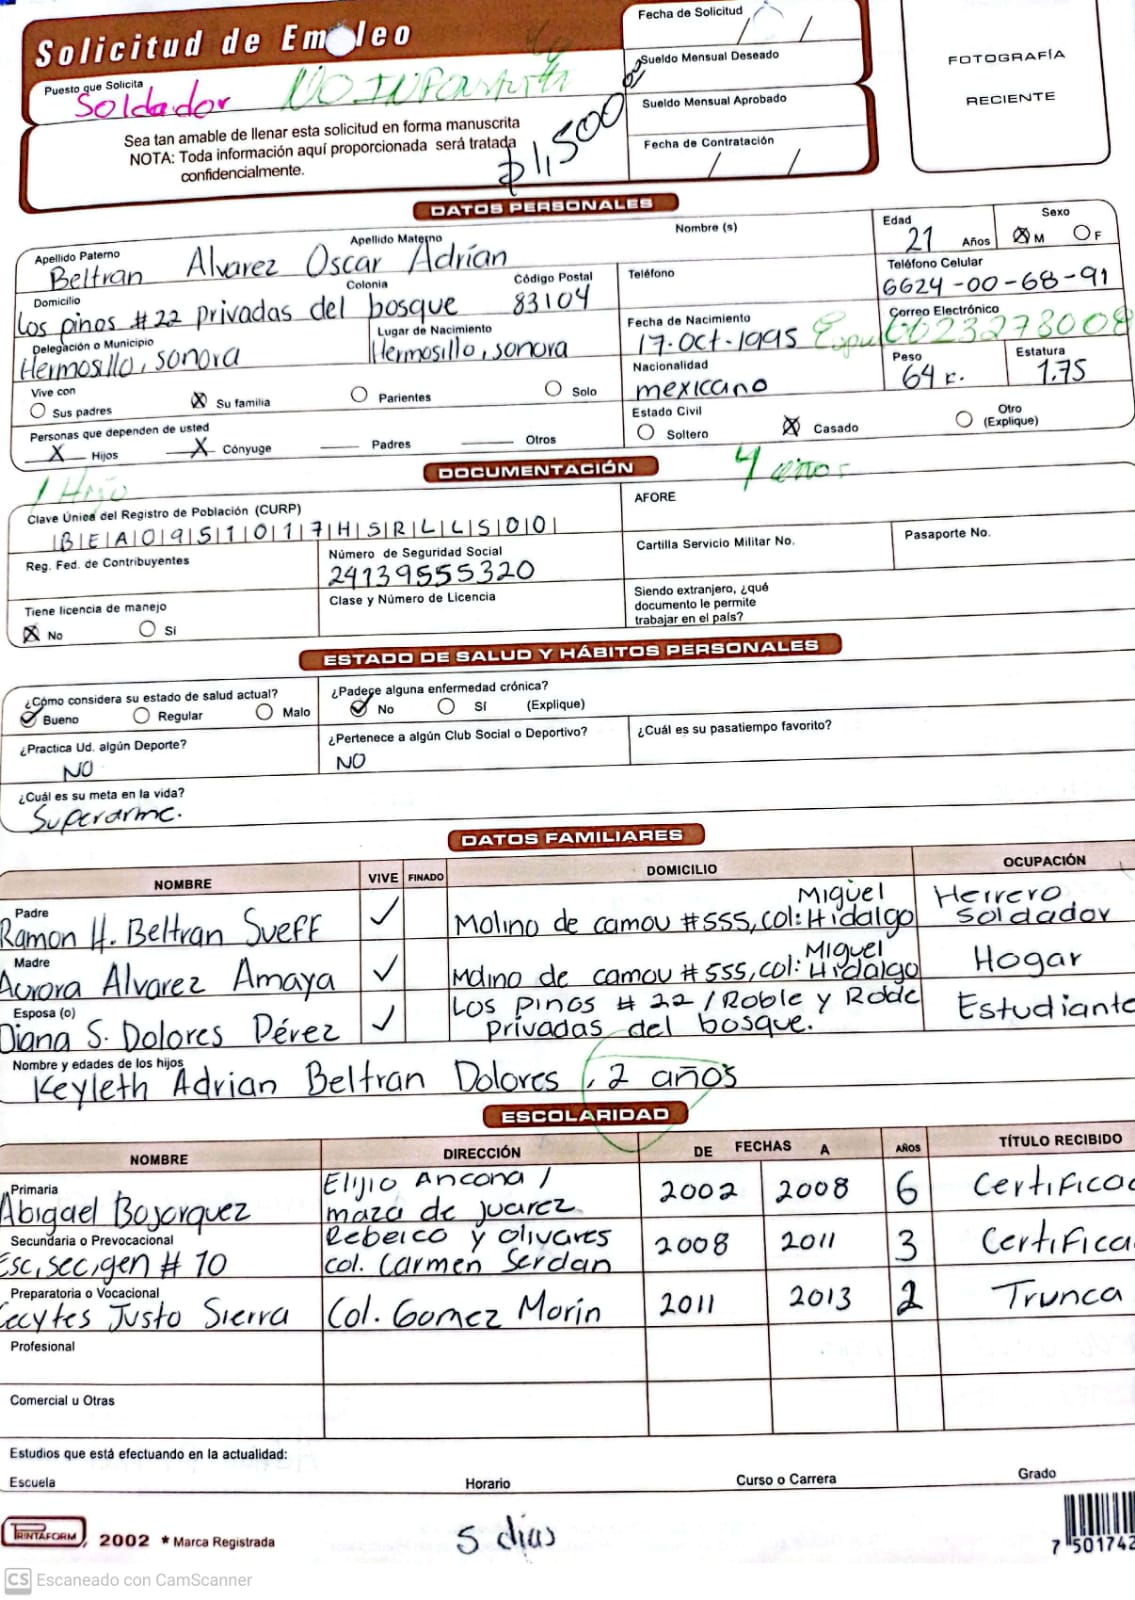 Solicitud de Empleo
Fecha de Solicitud
/ /
Puesto que Solicita
Soldador
NO INFONAVIT
Sueldo Mensual Deseado
$1,500.00
Sueldo Mensual Aprobado
Fecha de Contratación
/ /
FOTOGRAFÍA
RECIENTE
Sea tan amable de llenar esta solicitud en forma manuscrita
NOTA: Toda información aquí proporcionada será tratada
confidencialmente.
DATOS PERSONALES
Apellido Paterno Apellido Materno Nombre (s)
Beltran Alvarez Oscar Adrían
Edad
21 Años
Sexo
M F
Domicilio Colonia Código Postal
Los pinos #22 privadas del bosque 83104
Teléfono
Teléfono Celular
6624-00-68-91
Delegación o Municipio
Hermosillo, sonora
Lugar de Nacimiento
Hermosillo, sonora
Fecha de Nacimiento
17.oct.1995
Correo Electrónico
6623273008
Vive con
Sus padres Su familia Parientes Solo
Nacionalidad
mexicano
Peso
64 k.
Estatura
1.75
Personas que dependen de usted
X Hijos X Cónyuge Padres Otros
Estado Civil
Soltero Casado Otro (Explique)
1 Hijo
4 años
DOCUMENTACIÓN
Clave Única del Registro de Población (CURP)
BEAO951017HSRLLS00
AFORE
Reg. Fed. de Contribuyentes
Número de Seguridad Social
24139555320
Cartilla Servicio Militar No.
Pasaporte No.
Tiene licencia de manejo
No Si
Clase y Número de Licencia
Siendo extranjero, ¿qué
documento le permite
trabajar en el país?
ESTADO DE SALUD Y HÁBITOS PERSONALES
¿Cómo considera su estado de salud actual?
Bueno Regular Malo
¿Padece alguna enfermedad crónica?
No Sí (Explique)
¿Practica Ud. algún Deporte?
NO
¿Pertenece a algún Club Social o Deportivo?
NO
¿Cuál es su pasatiempo favorito?
¿Cuál es su meta en la vida?
Superarme.
DATOS FAMILIARES
NOMBRE VIVE FINADO DOMICILIO OCUPACIÓN
Padre
Ramon H. Beltran Sueff
Molino de camou #555, col: Miguel Hidalgo
Herrero Soldador
Madre
Aurora Alvarez Amaya
Molino de camou #555, col: Miguel Hidalgo
Hogar
Esposa (o)
Diana S. Dolores Pérez
Los Pinos #22 / Roble y Roble
privadas del bosque.
Estudiante
Nombre y edades de los hijos
Keyleth Adrian Beltran Dolores, 2 años
ESCOLARIDAD
NOMBRE DIRECCIÓN DE FECHAS A AÑOS TÍTULO RECIBIDO
Primaria
Abigael Bojorquez
Elijio Ancona /
maza de juarez
2002 2008 6 Certificad
Secundaria o Prevocacional
Esc, sec, gen #10
Rebeico y olivares
col. Carmen Serdan
2008 2011 3 Certifica
Preparatoria o Vocacional
Cecytes Justo Sierra
Col. Gomez Morin
2011 2013 2 Trunca
Profesional
Comercial u Otras
Estudios que está efectuando en la actualidad:
Escuela Horario Curso o Carrera Grado
PRINTAFORM 2002 * Marca Registrada
5 días
7 501742
CS Escaneado con CamScanner